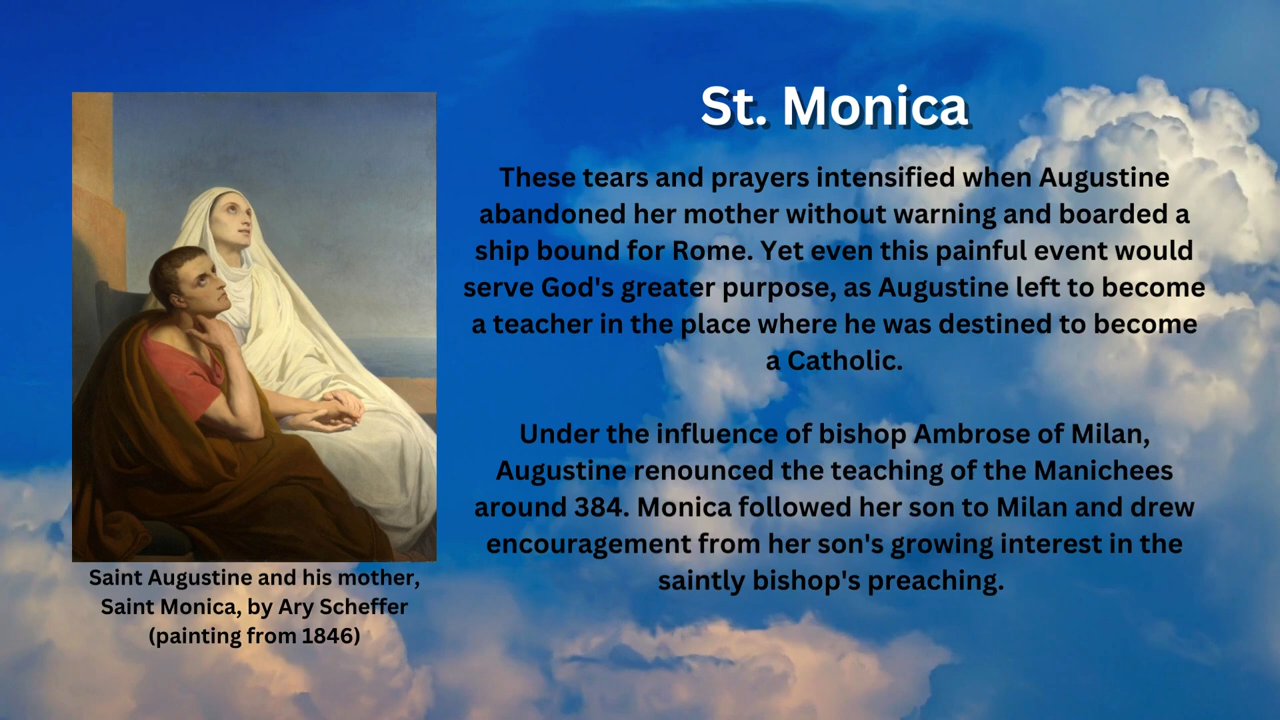 St. Monica
These tears and prayers intensified when Augustine
abandoned her mother without warning and boarded a
ship bound for Rome. Yet even this painful event would
serve God's greater purpose, as Augustine left to become
a teacher in the place where he was destined to become
a Catholic.
Under the influence of bishop Ambrose of Milan,
Augustine renounced the teaching of the Manichees
around 384. Monica followed her son to Milan and drew
encouragement from her son's growing interest in the
saintly bishop's preaching.
Saint Augustine and his mother,
Saint Monica, by Ary Scheffer
(painting from 1846)